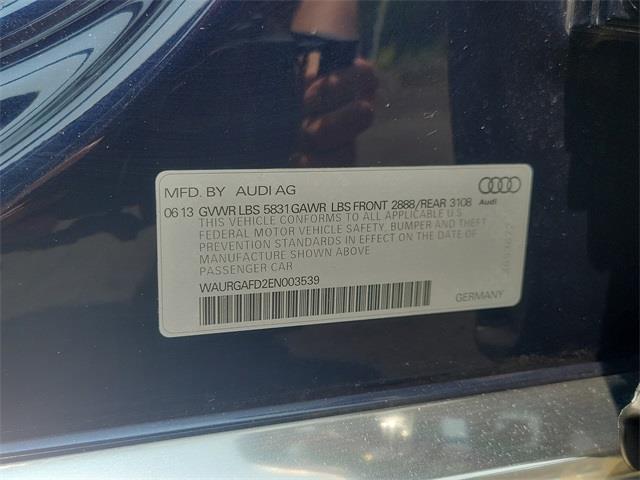 MFD. BY AUDI AG
06 13 GVWR LBS 5831 GAWR LBS FRONT 2888/REAR 3108
Audi
THIS VEHICLE CONFORMS TO ALL APPLICABLE U.S.
FEDERAL MOTOR VEHICLE SAFETY, BUMPER AND THEFT
PREVENTION STANDARDS IN EFFECT ON THE DATE OF
MANUFACTURE SHOWN ABOVE
PASSENGER CAR
WAURGAFD2EN003539
GERMANY